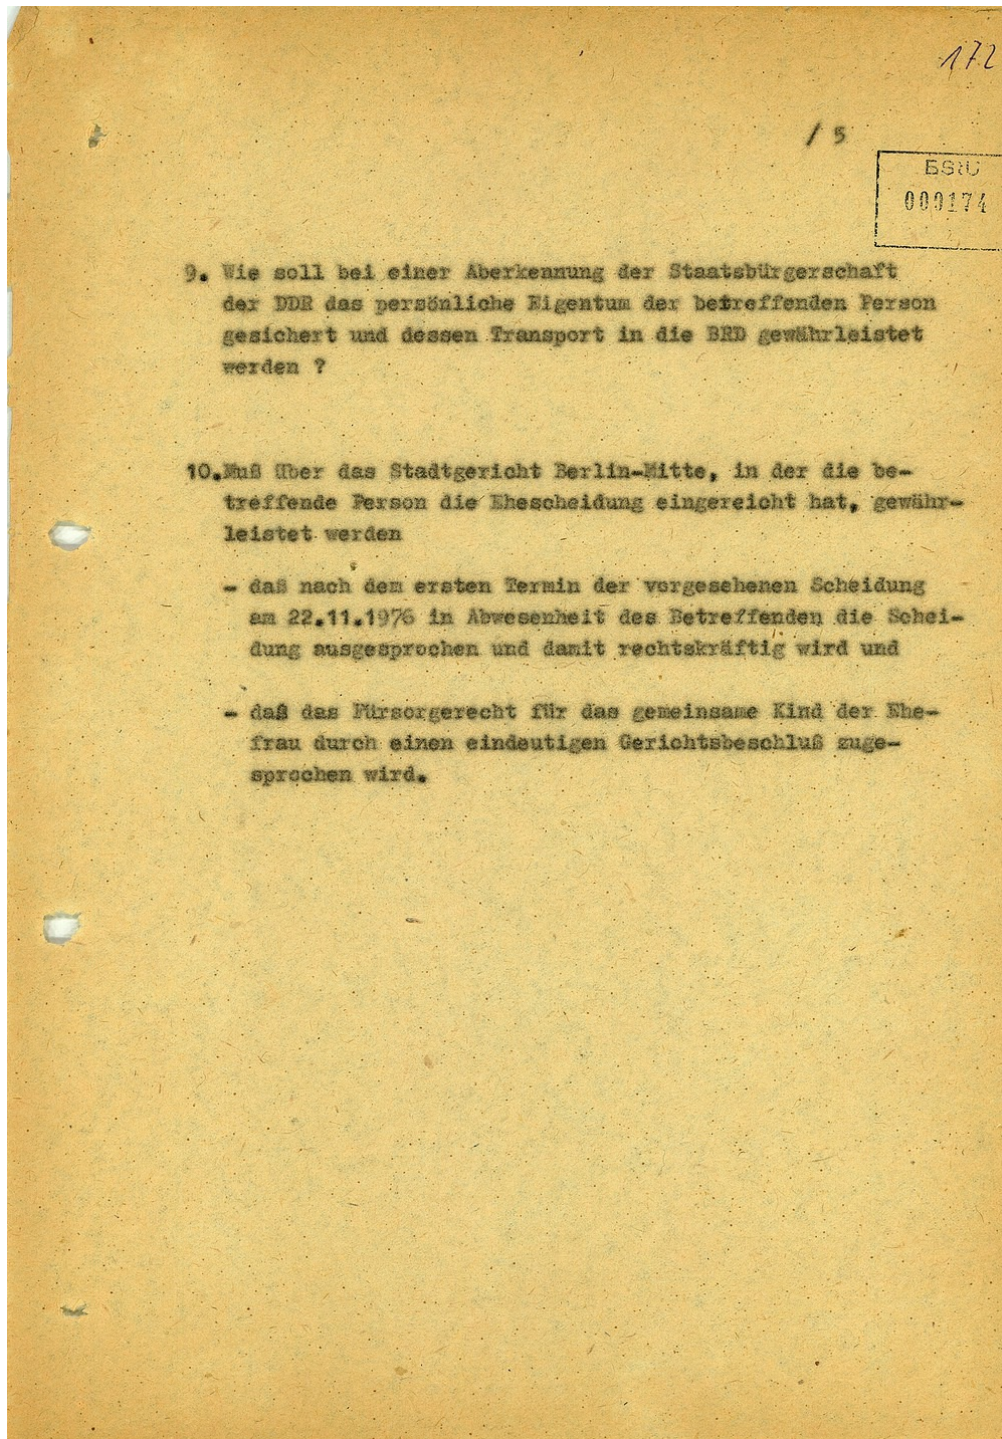 172
/ 5
BStU
000174
9. Wie soll bei einer Aberkennung der Staatsbürgerschaft
der DDR das persönliche Eigentum der betreffenden Person
gesichert und dessen Transport in die BRD gewährleistet
werden ?
10.Muß über das Stadtgericht Berlin-Mitte, in der die be-
treffende Person die Ehescheidung eingereicht hat, gewähr-
leistet werden
- daß nach dem ersten Termin der vorgesehenen Scheidung
am 22.11.1976 in Abwesenheit des Betreffenden die Schei-
dung ausgesprochen und damit rechtskräftig wird und
- daß das Fürsorgerecht für das gemeinsame Kind der Ehe-
frau durch einen eindeutigen Gerichtsbeschluß zuge-
sprochen wird.